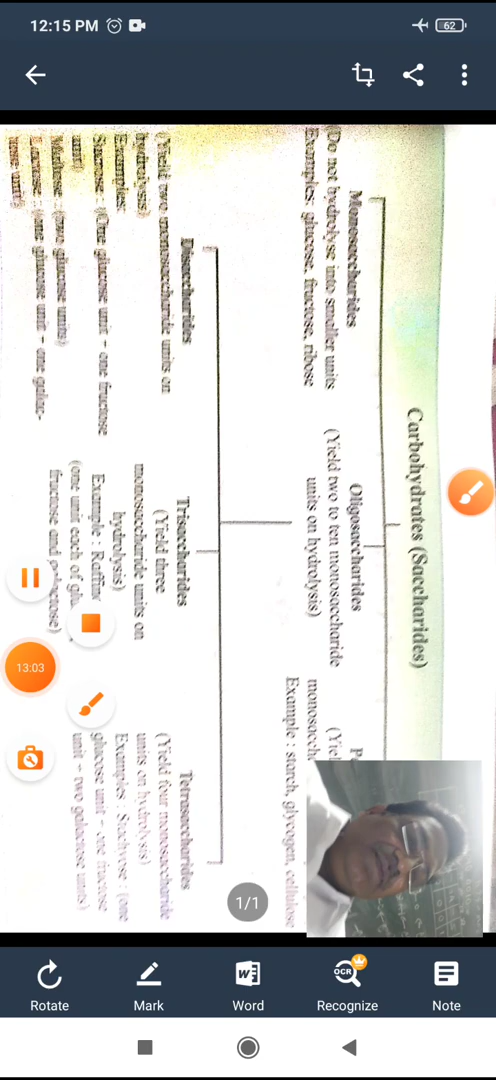 12:15 PM
62
Carbohydrates (Saccharides)
Monosaccharides
(Do not hydrolyse into smaller units
Examples: glucose, fructose, ribose
Oligosaccharides
(Yield two to ten monosaccharide
units on hydrolysis)
Example : starch, glycogen, cellulose
Disaccharides
(Yield two monosaccharide units on
hydrolysis)
Examples:
Sucrose : (One glucose unit + one fructose
unit)
Maltose : (two glucose units)
Lactose : (one glucose unit + one galac-
tose unit)
Trisaccharides
(Yield three
monosaccharide units on
hydrolysis)
Example :
(one unit each of
fructose and
Tetrasaccharides
(Yield four monosaccharide
units on hydrolysis)
Examples : Stachyose : (one
glucose unit + one fructose
unit + two galactose units)
13:03
1/1
W
OCR
Rotate
Mark
Word
Recognize
Note